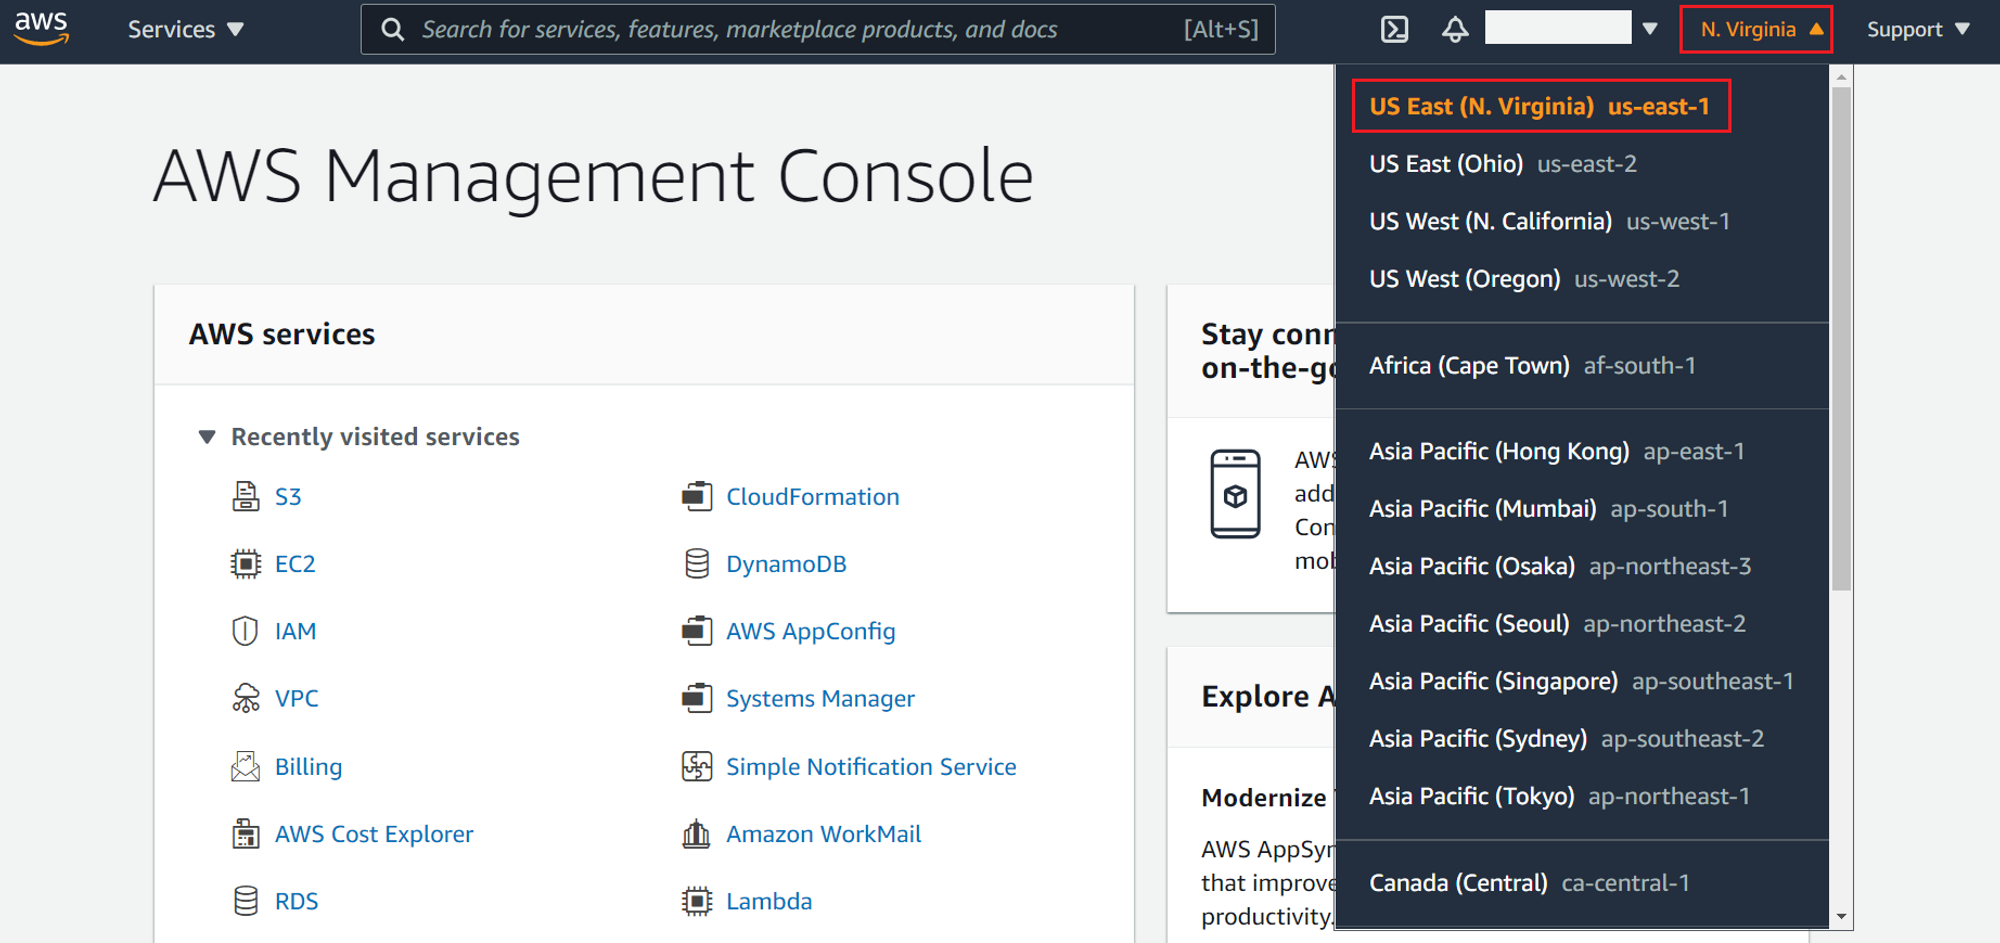 aws
Services
Search for services, features, marketplace products, and docs [Alt+S]
N. Virginia
Support
AWS Management Console
AWS services
Recently visited services
S3
EC2
IAM
VPC
Billing
AWS Cost Explorer
RDS
CloudFormation
DynamoDB
AWS AppConfig
Systems Manager
Simple Notification Service
Amazon WorkMail
Lambda
Stay conn
on-the-go
AWS
add
Con
mob
Explore A
Modernize
AWS AppSyn
that improve
productivity.
US East (N. Virginia) us-east-1
US East (Ohio) us-east-2
US West (N. California) us-west-1
US West (Oregon) us-west-2
Africa (Cape Town) af-south-1
Asia Pacific (Hong Kong) ap-east-1
Asia Pacific (Mumbai) ap-south-1
Asia Pacific (Osaka) ap-northeast-3
Asia Pacific (Seoul) ap-northeast-2
Asia Pacific (Singapore) ap-southeast-1
Asia Pacific (Sydney) ap-southeast-2
Asia Pacific (Tokyo) ap-northeast-1
Canada (Central) ca-central-1